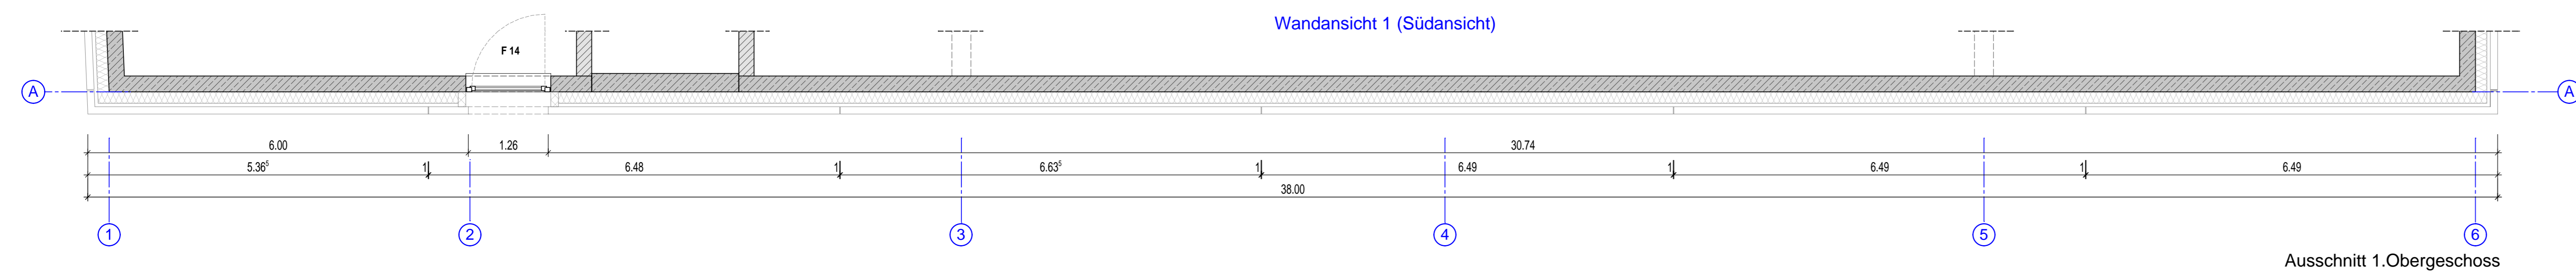 Wandansicht 1 (Südansicht)
F 14
A A
6.00 1.26 30.74
5.36⁵ 1 6.48 1 6.63⁵ 1 6.49 1 6.49 1 6.49
38.00
1 2 3 4 5 6
Ausschnitt 1.Obergeschoss